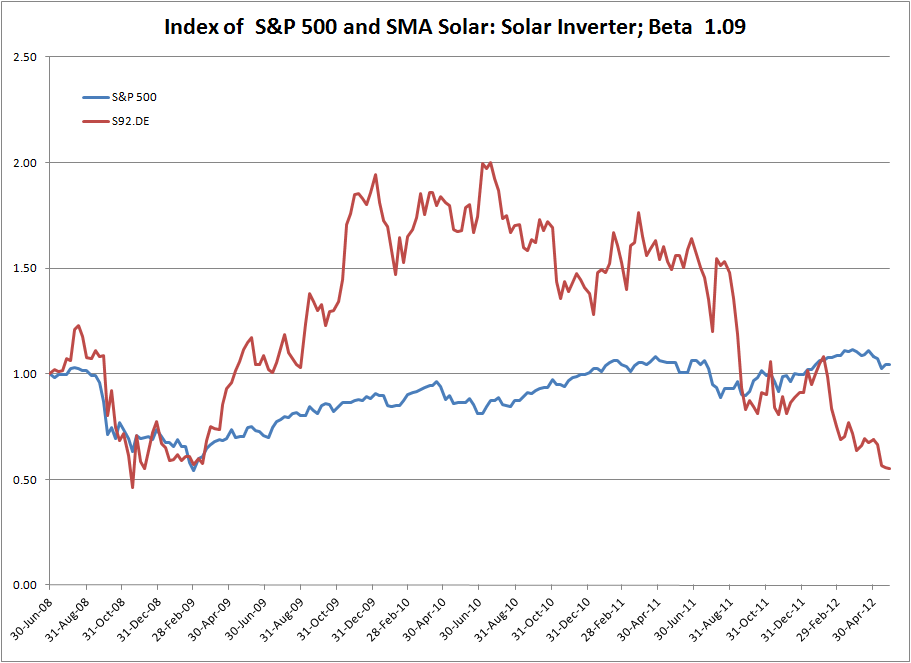 Index of  S&P 500 and SMA Solar: Solar Inverter; Beta  1.09
2.50
S&P 500
S92.DE
2.00
1.50
1.00
0.50
0.00
30-Jun-08
31-Aug-08
31-Oct-08
31-Dec-08
28-Feb-09
30-Apr-09
30-Jun-09
31-Aug-09
31-Oct-09
31-Dec-09
28-Feb-10
30-Apr-10
30-Jun-10
31-Aug-10
31-Oct-10
31-Dec-10
28-Feb-11
30-Apr-11
30-Jun-11
31-Aug-11
31-Oct-11
31-Dec-11
29-Feb-12
30-Apr-12